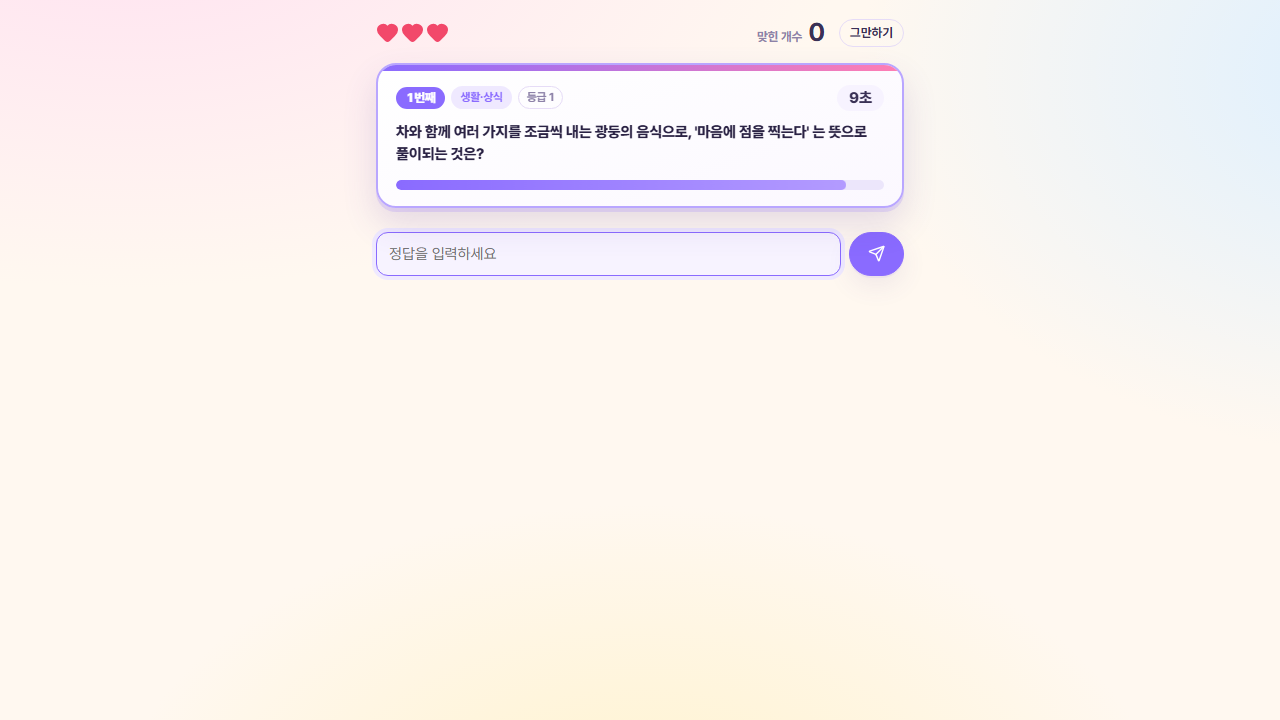 맞힌 개수 0 그만하기
1번째 생활·상식 등급 1 9초
차와 함께 여러 가지를 조금씩 내는 광둥의 음식으로, '마음에 점을 찍는다' 는 뜻으로
풀이되는 것은?
정답을 입력하세요